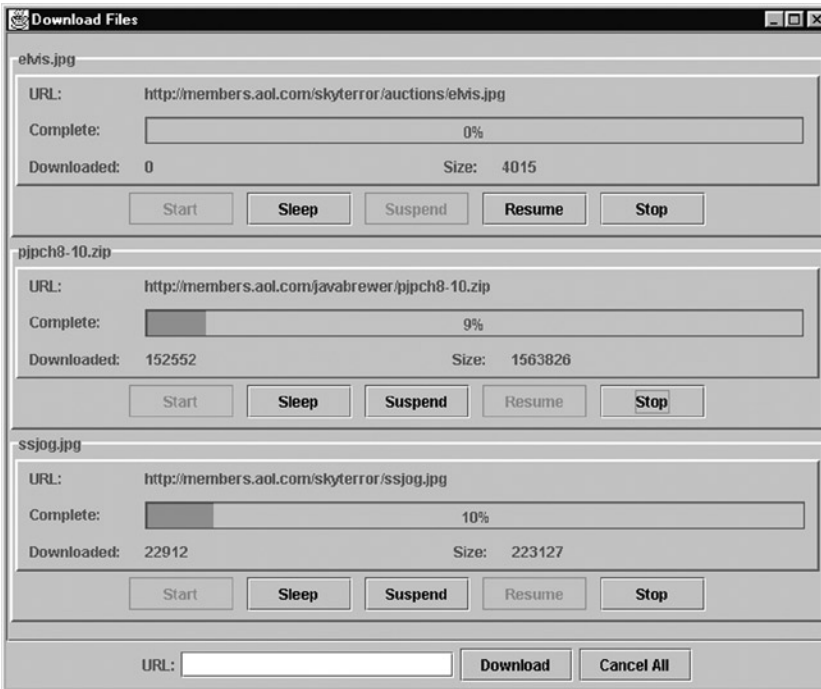 Download Files
elvis.jpg
URL: http://members.aol.com/skyterror/auctions/elvis.jpg
Complete: 0%
Downloaded: 0 Size: 4015
Start Sleep Suspend Resume Stop
pjpch8-10.zip
URL: http://members.aol.com/javabrewer/pjpch8-10.zip
Complete: 9%
Downloaded: 152552 Size: 1563826
Start Sleep Suspend Resume Stop
ssjog.jpg
URL: http://members.aol.com/skyterror/ssjog.jpg
Complete: 10%
Downloaded: 22912 Size: 223127
Start Sleep Suspend Resume Stop
URL: Download Cancel All